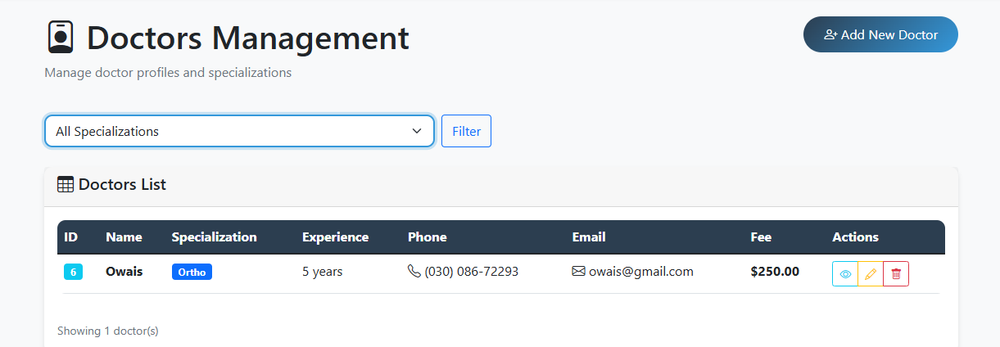 Doctors Management
Add New Doctor
Manage doctor profiles and specializations
All Specializations Filter
Doctors List
ID Name Specialization Experience Phone Email Fee Actions
6 Owais Ortho 5 years (030) 086-72293 owais@gmail.com $250.00
Showing 1 doctor(s)